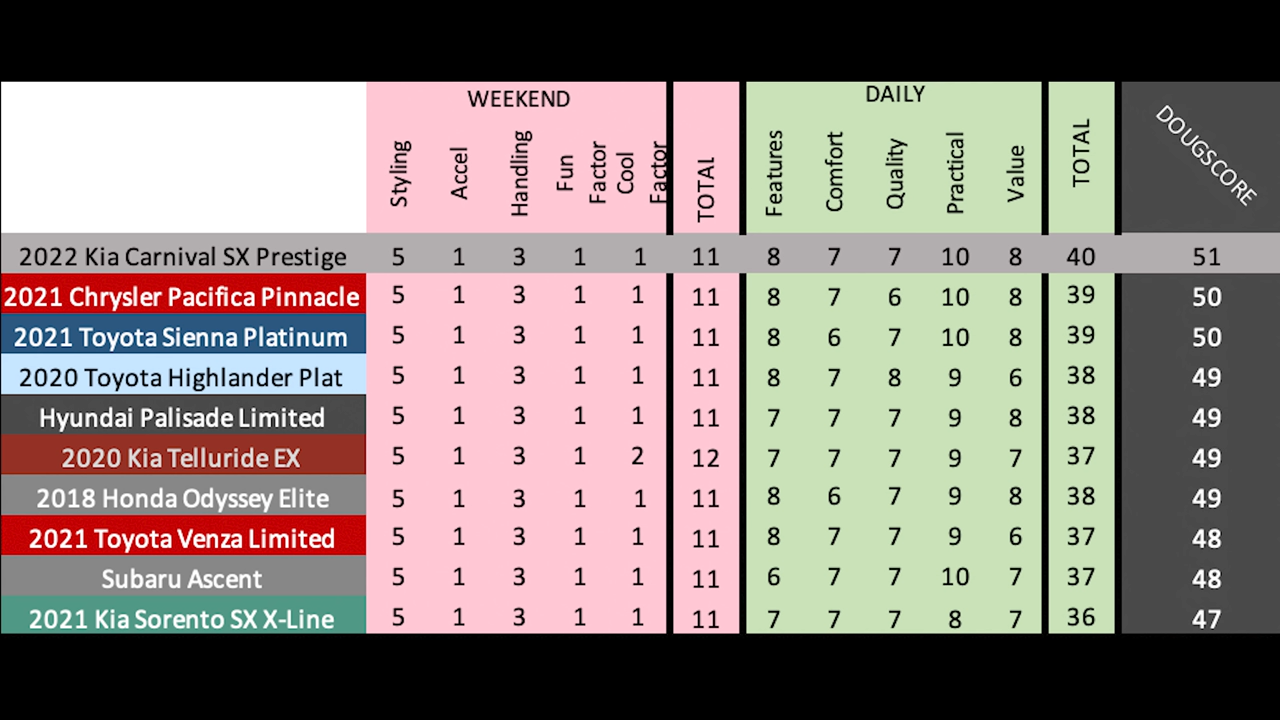 WEEKEND DAILY
Styling Accel Handling Fun Factor Cool Factor TOTAL Features Comfort Quality Practical Value TOTAL DOUGSCORE
2022 Kia Carnival SX Prestige 5 1 3 1 1 11 8 7 7 10 8 40 51
2021 Chrysler Pacifica Pinnacle 5 1 3 1 1 11 8 7 6 10 8 39 50
2021 Toyota Sienna Platinum 5 1 3 1 1 11 8 6 7 10 8 39 50
2020 Toyota Highlander Plat 5 1 3 1 1 11 8 7 8 9 6 38 49
Hyundai Palisade Limited 5 1 3 1 1 11 7 7 7 9 8 38 49
2020 Kia Telluride EX 5 1 3 1 2 12 7 7 7 9 7 37 49
2018 Honda Odyssey Elite 5 1 3 1 1 11 8 6 7 9 8 38 49
2021 Toyota Venza Limited 5 1 3 1 1 11 8 7 7 9 6 37 48
Subaru Ascent 5 1 3 1 1 11 6 7 7 10 7 37 48
2021 Kia Sorento SX X-Line 5 1 3 1 1 11 7 7 7 8 7 36 47